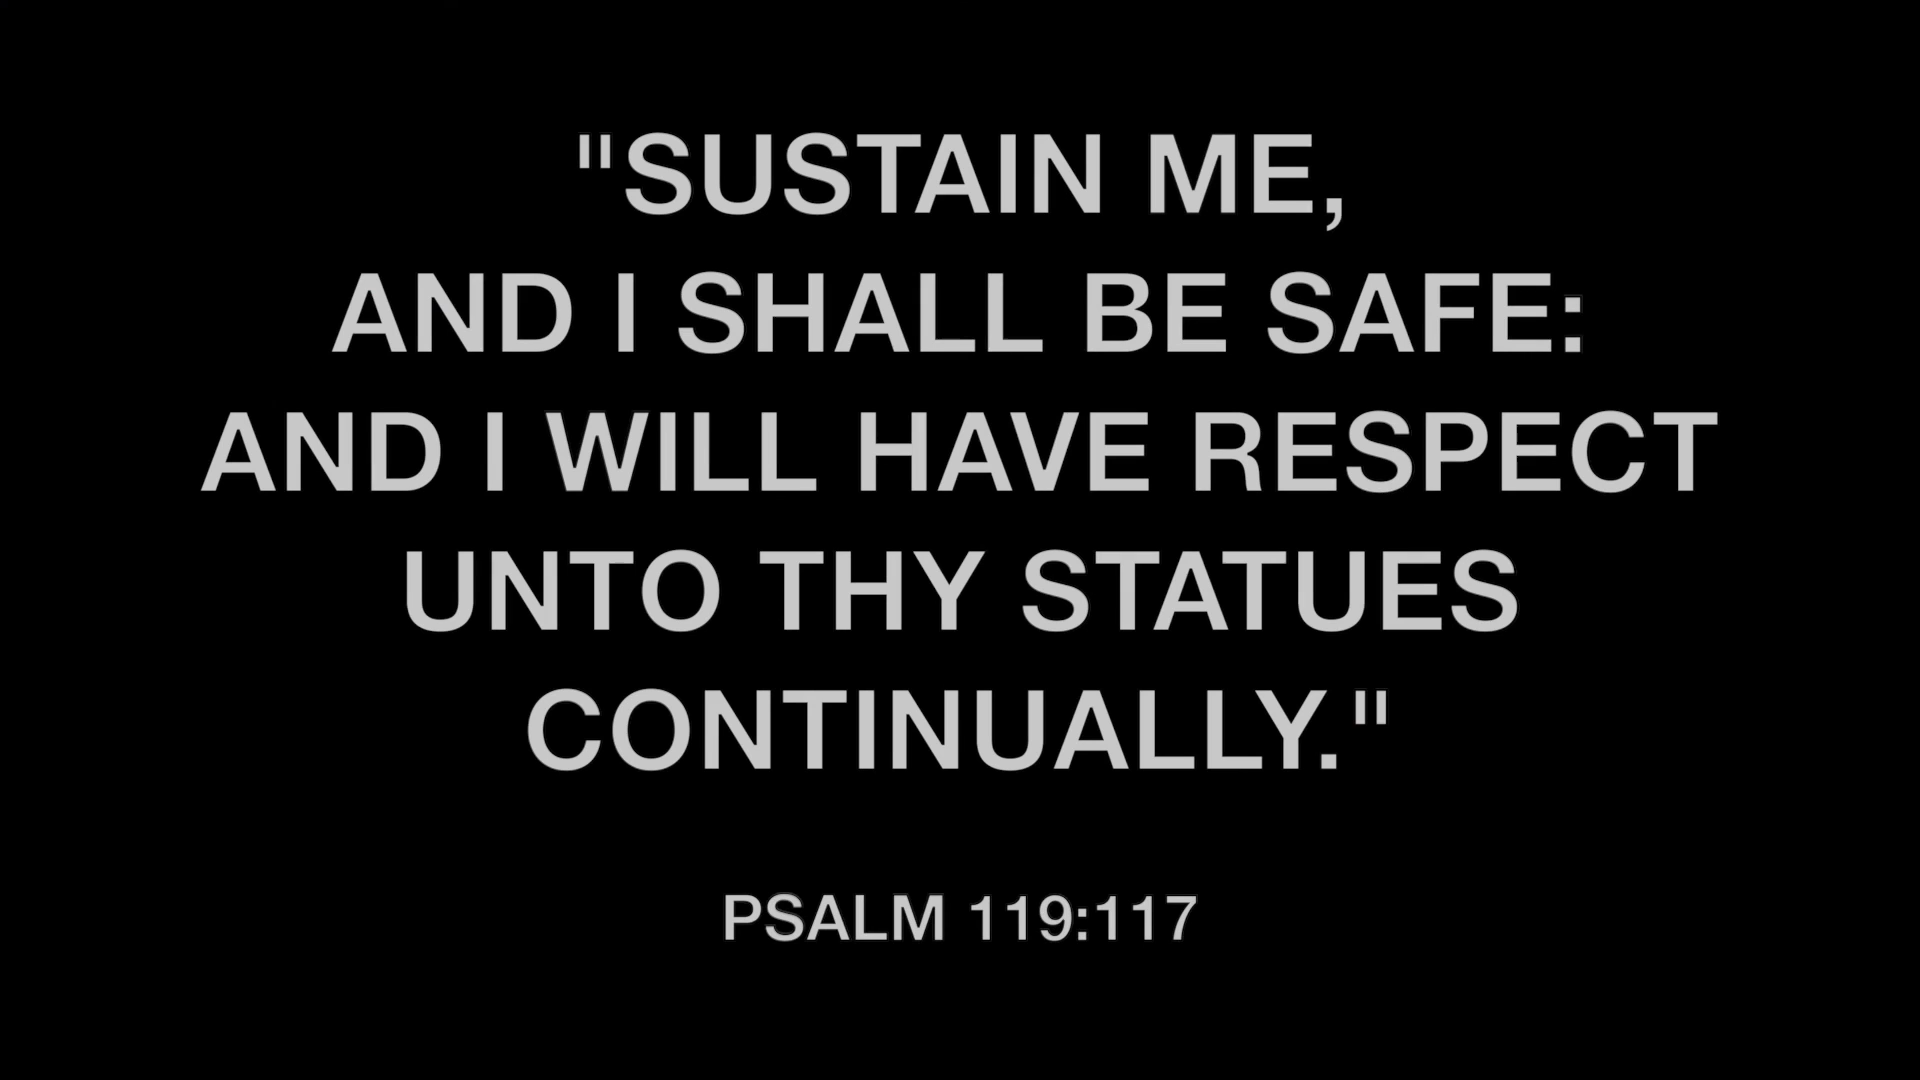 "SUSTAIN ME,
AND I SHALL BE SAFE:
AND I WILL HAVE RESPECT
UNTO THY STATUES
CONTINUALLY."
PSALM 119:117